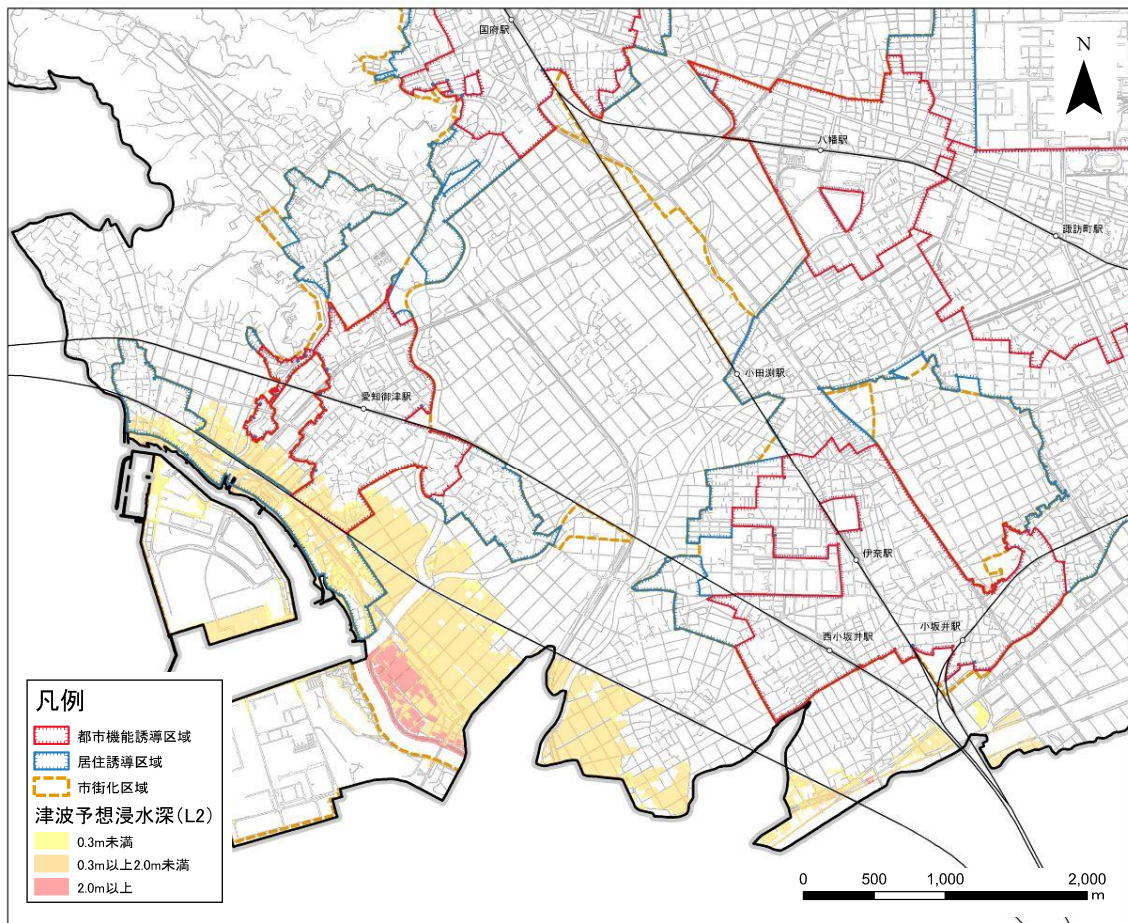 国府駅
N
八幡駅
諏訪町駅
小田渕駅
愛知御津駅
伊奈駅
小坂井駅
西小坂井駅
凡例
都市機能誘導区域
居住誘導区域
市街化区域
津波予想浸水深(L2)
0.3m未満
0.3m以上2.0m未満
2.0m以上
0 500 1,000 2,000
m